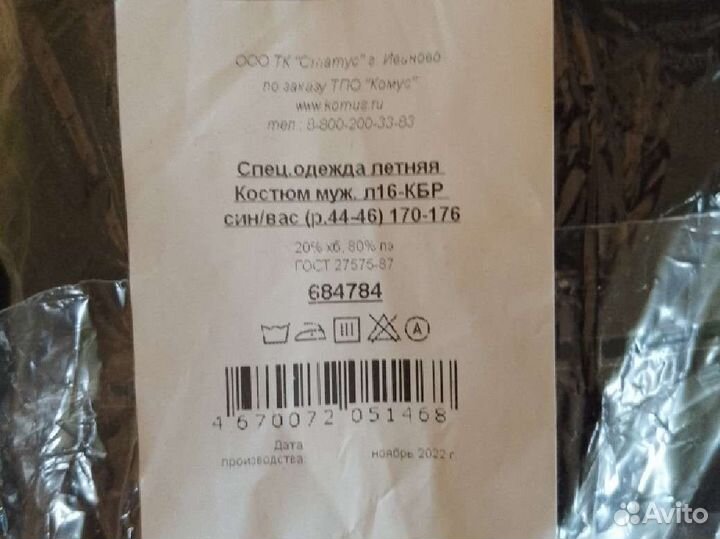 ООО ТК "Статус" г. Иваново
по заказу ТПО "Комус"
www.komus.ru
тел.: 8-800-200-33-83
Спец.одежда летняя
Костюм муж. л16-КБР
син/вас (р.44-46) 170-176
20% хб, 80% пэ
ГОСТ 27575-87
684784
A
4 670072 051468
Дата
производства: ноябрь 2022 г.
Avito